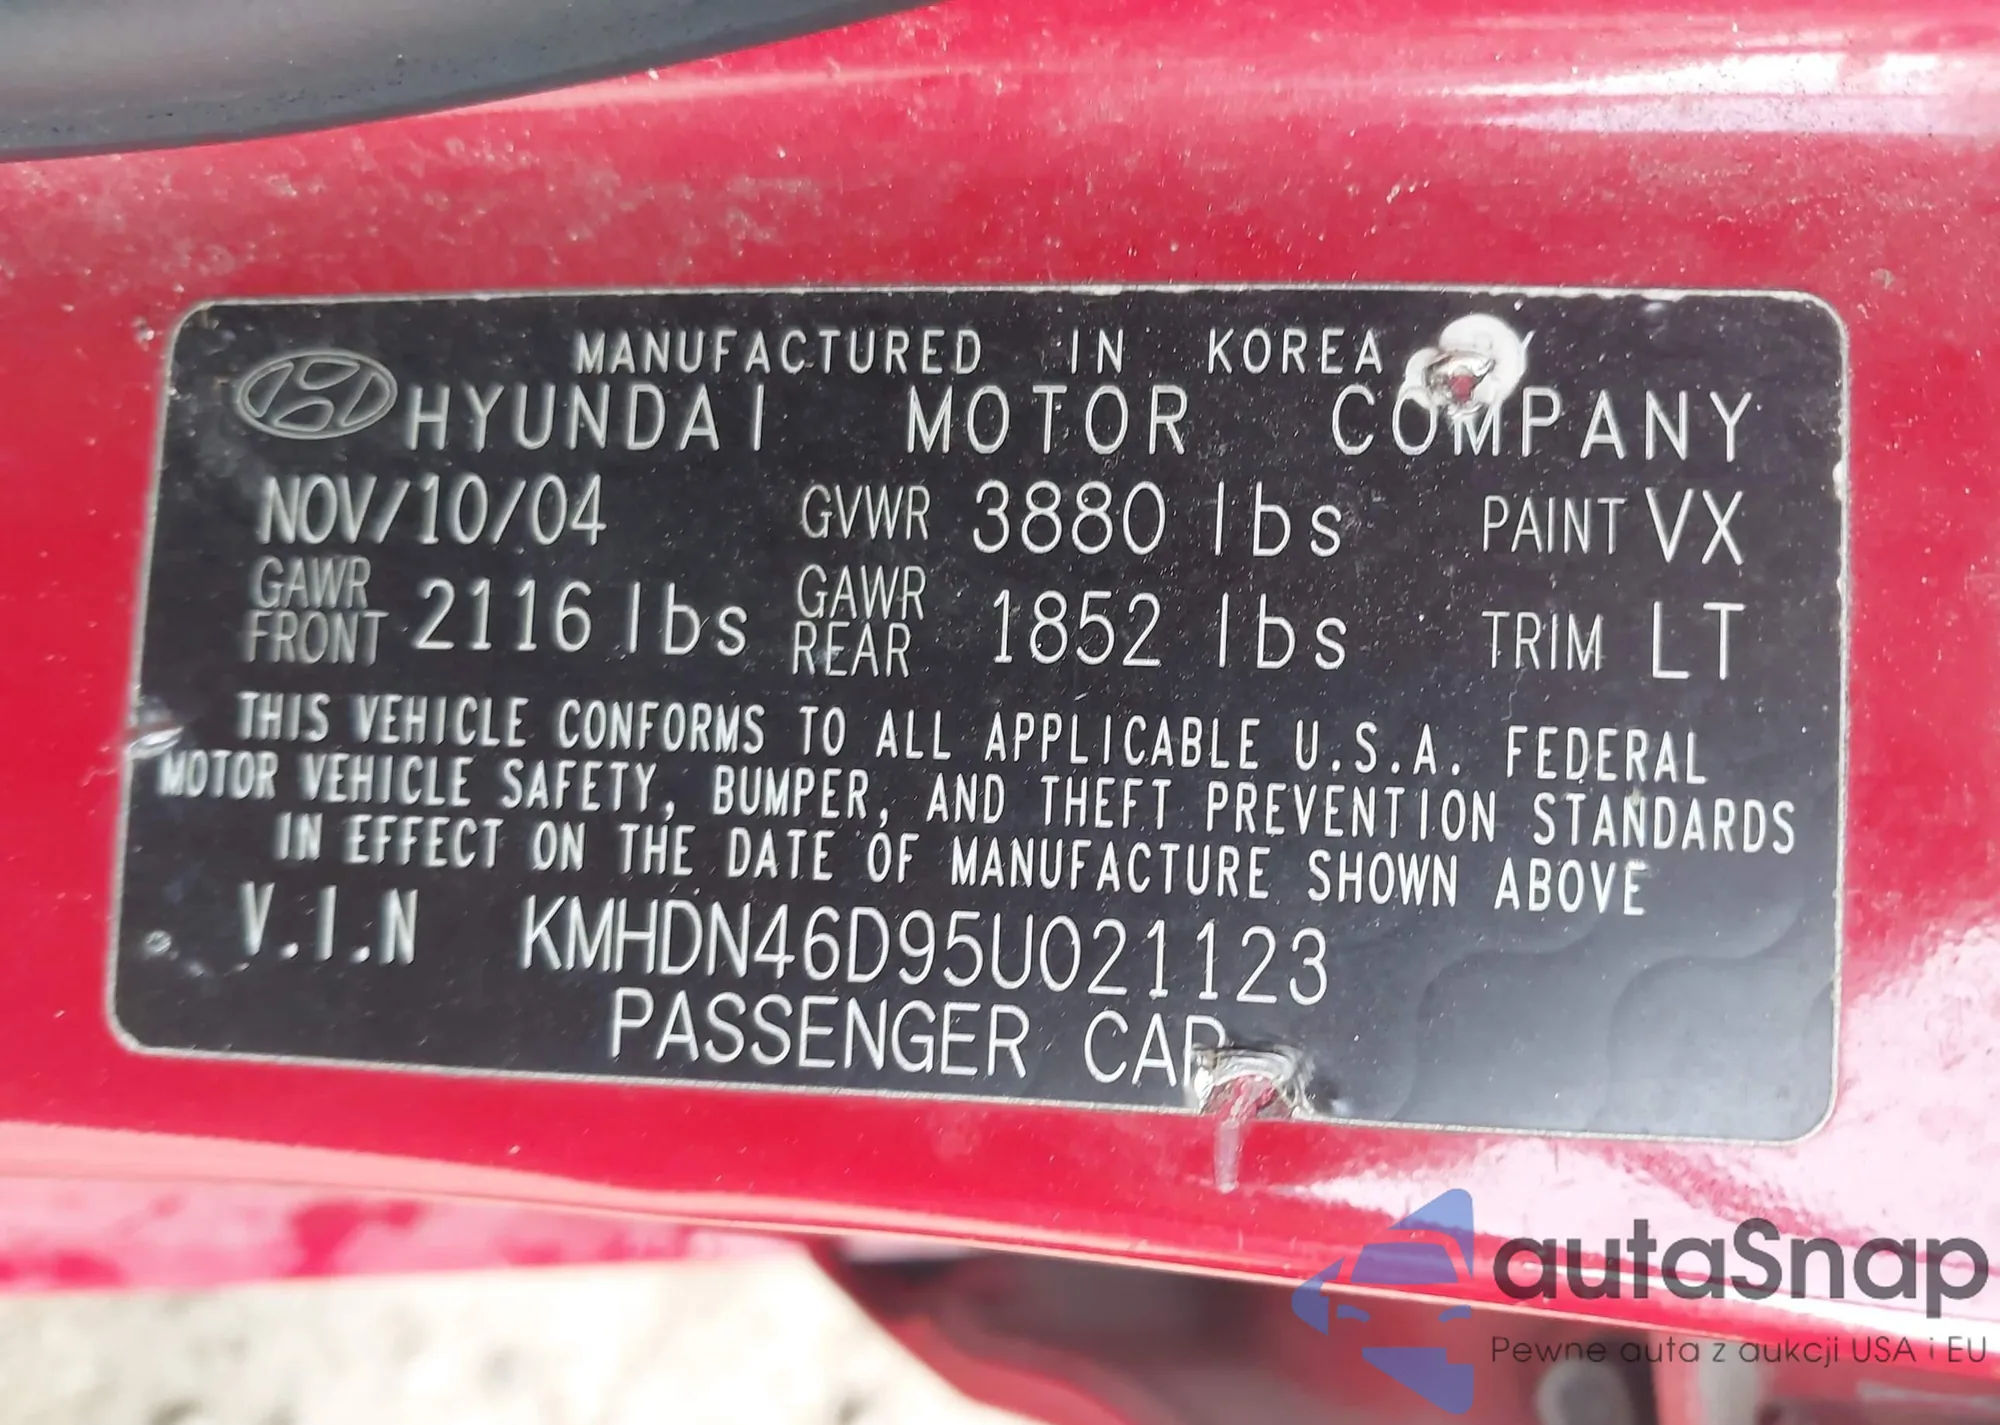 MANUFACTURED IN KOREA
HYUNDAI MOTOR COMPANY
NOV/10/04 GVWR 3880 lbs PAINT VX
GAWR FRONT 2116 lbs GAWR REAR 1852 lbs TRIM LT
THIS VEHICLE CONFORMS TO ALL APPLICABLE U.S.A. FEDERAL
MOTOR VEHICLE SAFETY, BUMPER, AND THEFT PREVENTION STANDARDS
IN EFFECT ON THE DATE OF MANUFACTURE SHOWN ABOVE
V.I.N KMHDN46D95U021123
PASSENGER CAR
autaSnap
Pewne auta z aukcji USA i EU